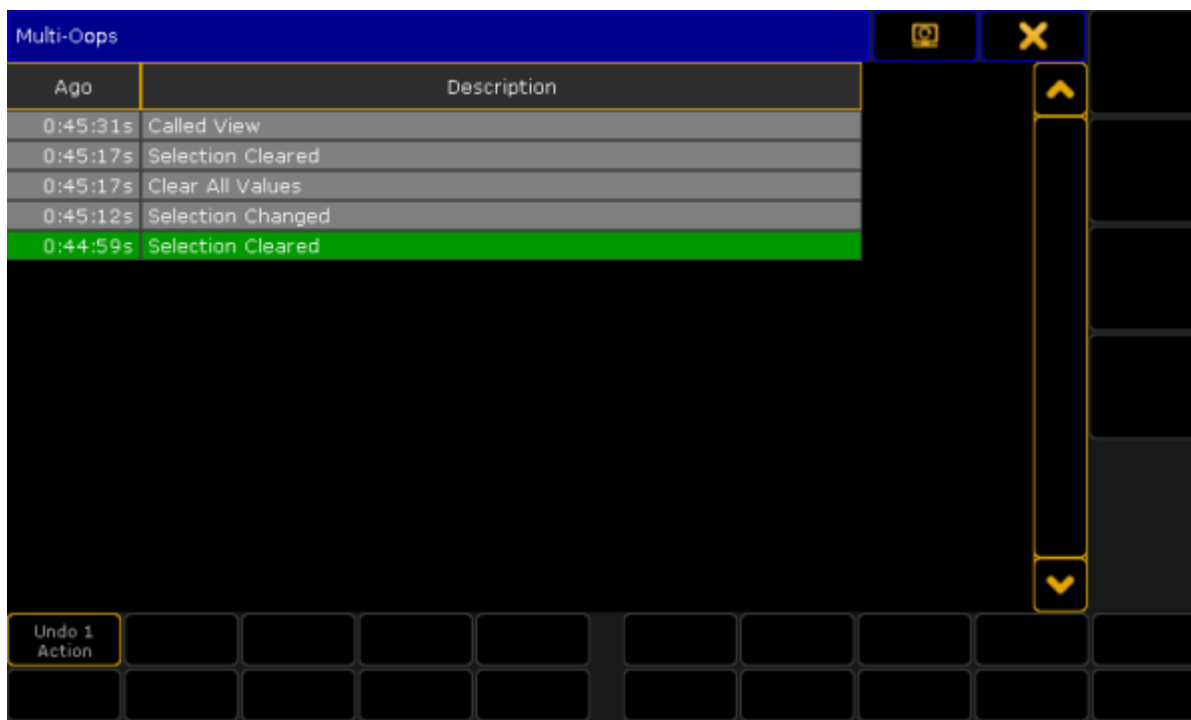 Multi-Oops
Ago Description
0:45:31s Called View
0:45:17s Selection Cleared
0:45:17s Clear All Values
0:45:12s Selection Changed
0:44:59s Selection Cleared
Undo 1
Action